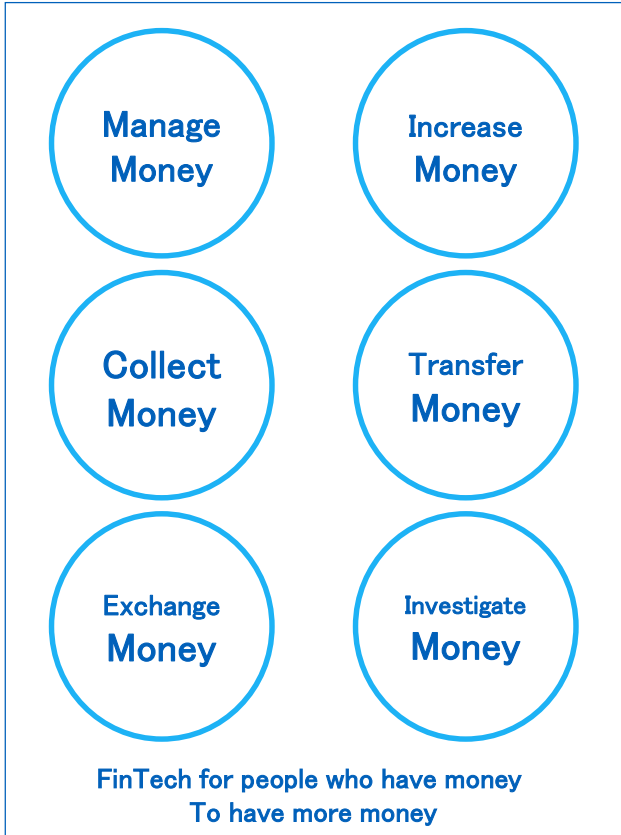 Manage
Money
Increase
Money
Collect
Money
Transfer
Money
Exchange
Money
Investigate
Money
FinTech for people who have money
To have more money